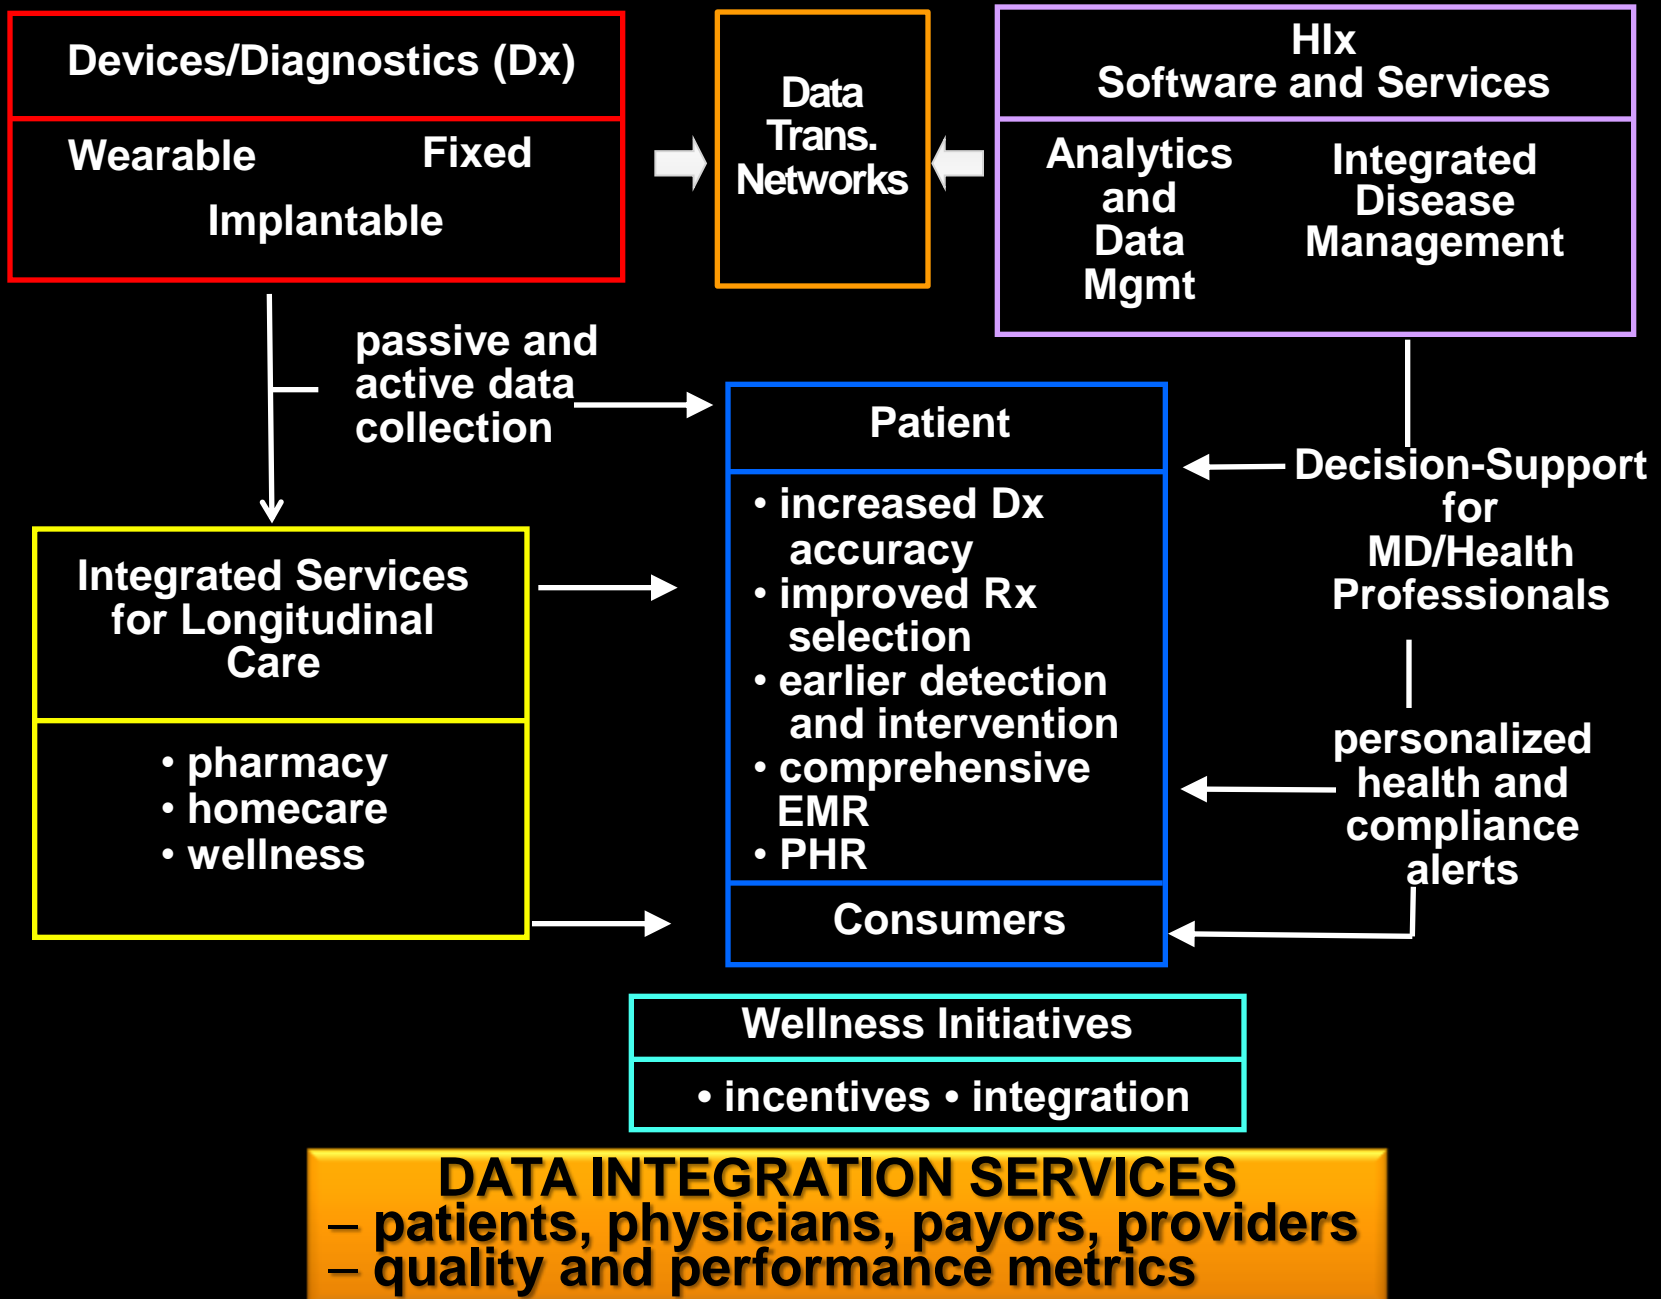 Devices/Diagnostics (Dx)
Wearable
Fixed
Implantable
Data
Trans.
Networks
HIx
Software and Services
Analytics
and
Data
Mgmt
Integrated
Disease
Management
passive and
active data
collection
Patient
• increased Dx
accuracy
• improved Rx
selection
• earlier detection
and intervention
• comprehensive
EMR
• PHR
Consumers
Decision-Support
for
MD/Health
Professionals
personalized
health and
compliance
alerts
Integrated Services
for Longitudinal
Care
• pharmacy
• homecare
• wellness
Wellness Initiatives
• incentives • integration
DATA INTEGRATION SERVICES
– patients, physicians, payors, providers
– quality and performance metrics